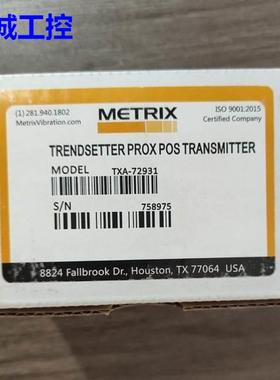 诚工控
(1) 281.940.1802
MetrixVibration.com
METRIX
ISO 9001:2015
Certified Company
TRENDSETTER PROX POS TRANSMITTER
MODEL TXA-72931
S/N 758975
8824 Fallbrook Dr., Houston, TX 77064 USA